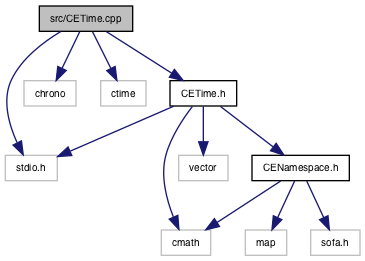 src/CETime.cpp
chrono
ctime
CETime.h
stdio.h
vector
CENamespace.h
cmath
map
sofa.h